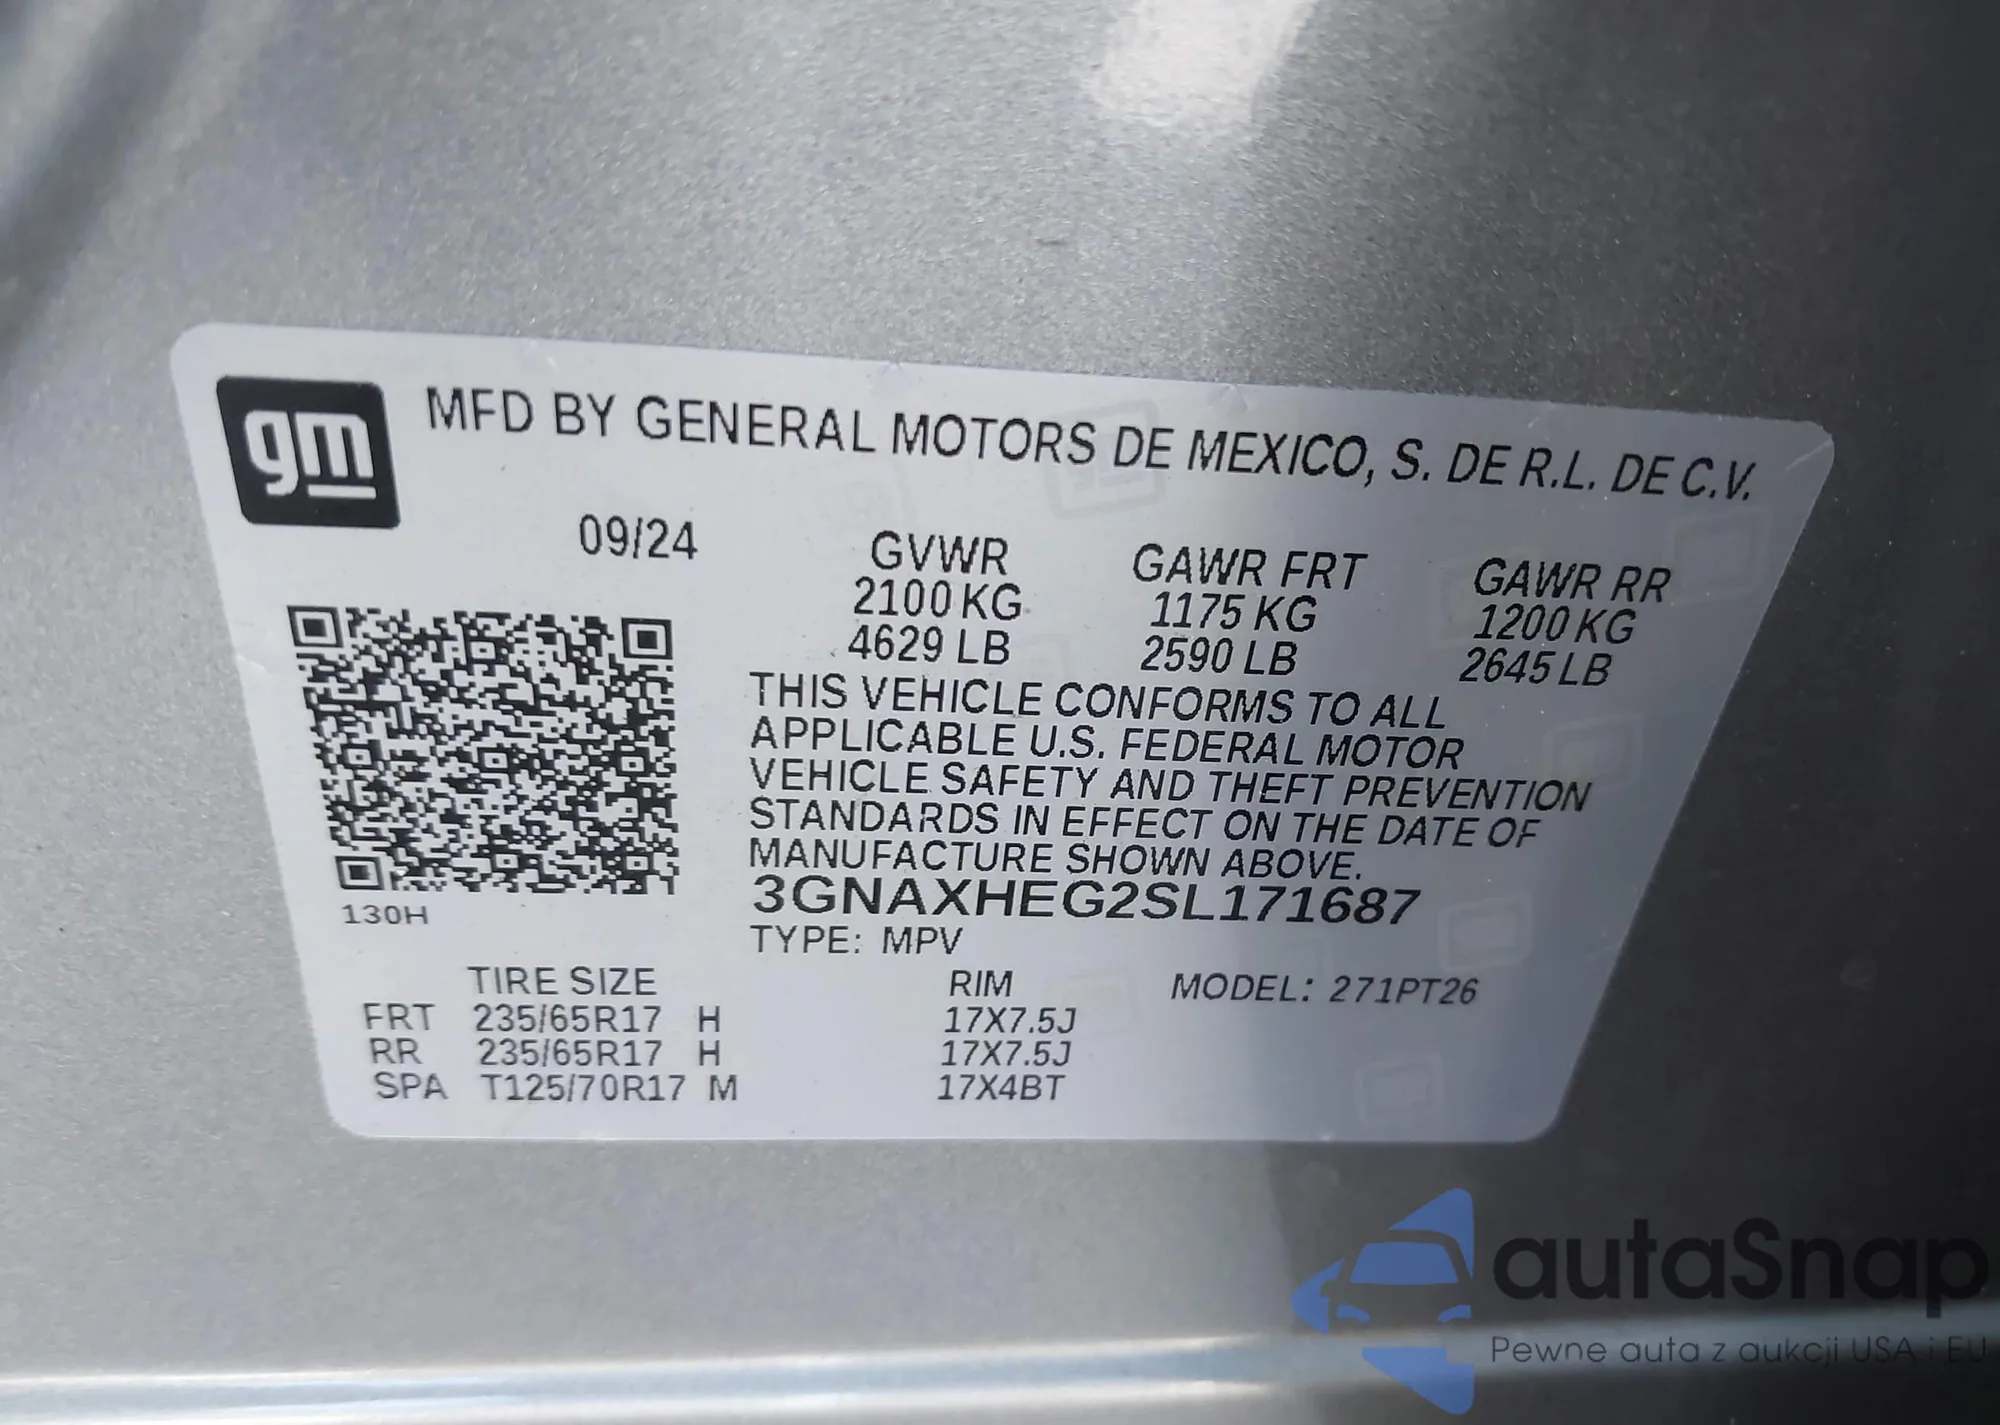 gm
MFD BY GENERAL MOTORS DE MEXICO, S. DE R.L. DE C.V.
09/24
GVWR GAWR FRT GAWR RR
2100 KG 1175 KG 1200 KG
4629 LB 2590 LB 2645 LB
THIS VEHICLE CONFORMS TO ALL
APPLICABLE U.S. FEDERAL MOTOR
VEHICLE SAFETY AND THEFT PREVENTION
STANDARDS IN EFFECT ON THE DATE OF
MANUFACTURE SHOWN ABOVE.
3GNAXHEG2SL171687
130H
TYPE: MPV
TIRE SIZE RIM MODEL: 271PT26
FRT 235/65R17 H 17X7.5J
RR 235/65R17 H 17X7.5J
SPA T125/70R17 M 17X4BT
autaSnap
Pewne auta z aukcji USA i EU